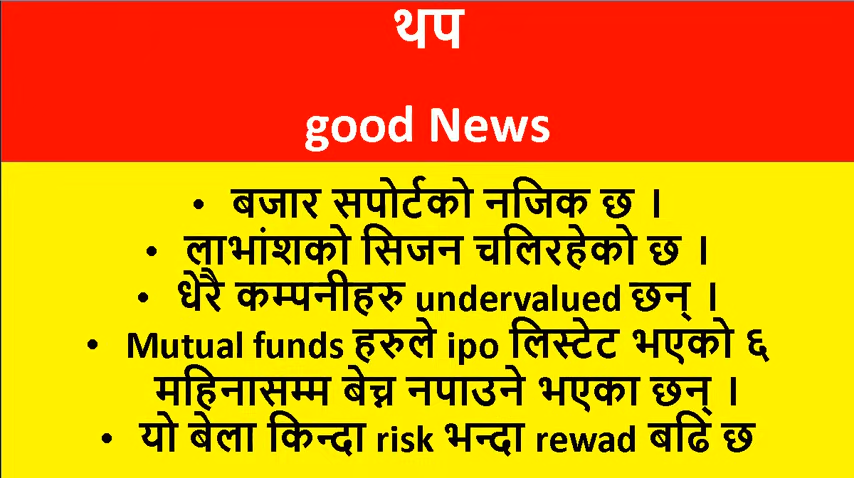 थप
good News
• बजार सपोर्टको नजिक छ ।
• लाभांशको सिजन चलिरहेको छ ।
• धेरै कम्पनीहरु undervalued छन् ।
• Mutual funds हरुले ipo लिस्टेट भएको ६
महिनासम्म बेच्न नपाउने भएका छन् ।
• यो बेला किन्दा risk भन्दा rewad बढि छ